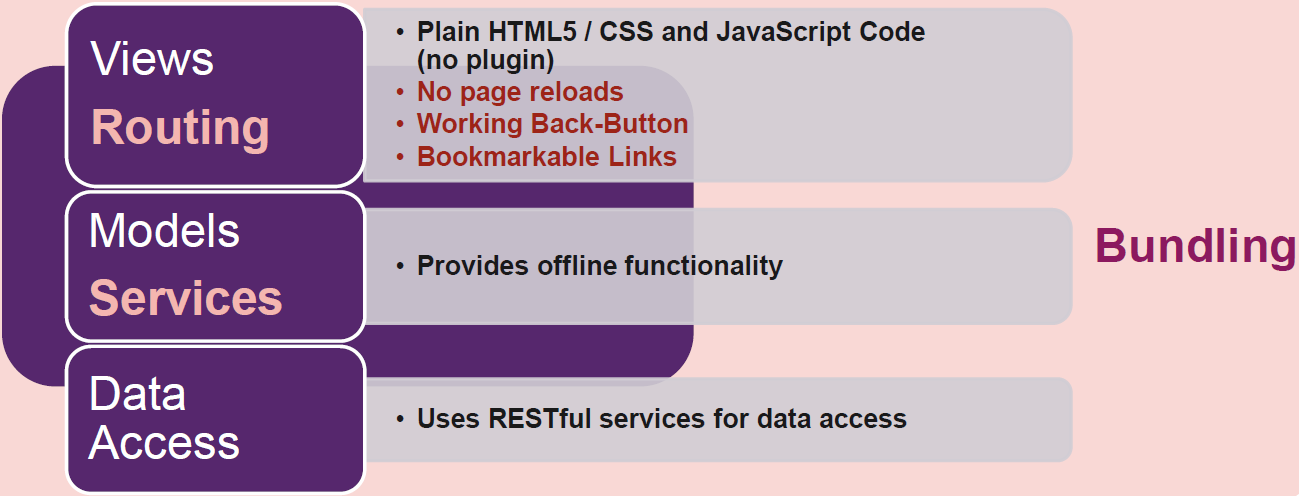 Views
Routing
• Plain HTML5 / CSS and JavaScript Code
(no plugin)
• No page reloads
• Working Back-Button
• Bookmarkable Links
Models
Services
• Provides offline functionality
Bundling
Data
Access
• Uses RESTful services for data access